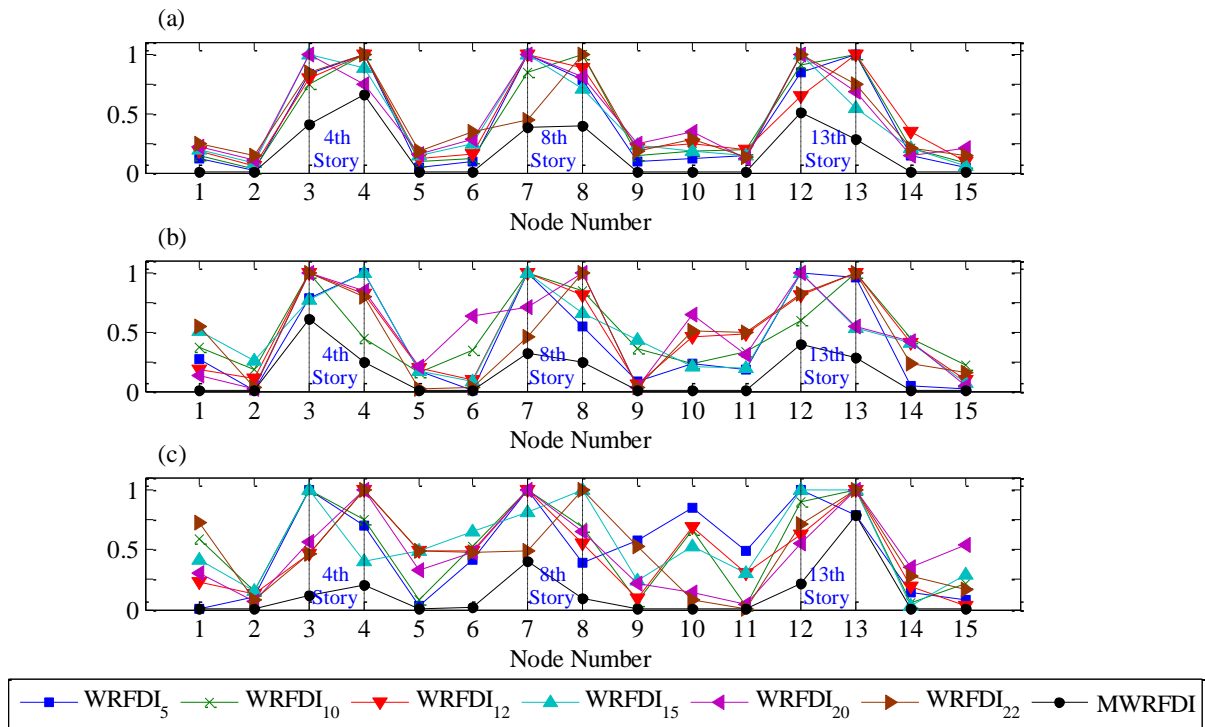 (a)
1
0.5
0
4th
Story
8th
Story
13th
Story
1 2 3 4 5 6 7 8 9 10 11 12 13 14 15
Node Number
(b)
1
0.5
0
4th
Story
8th
Story
13th
Story
1 2 3 4 5 6 7 8 9 10 11 12 13 14 15
Node Number
(c)
1
0.5
0
4th
Story
8th
Story
13th
Story
1 2 3 4 5 6 7 8 9 10 11 12 13 14 15
Node Number
WRFDI5 WRFDI10 WRFDI12 WRFDI15 WRFDI20 WRFDI22 MWRFDI